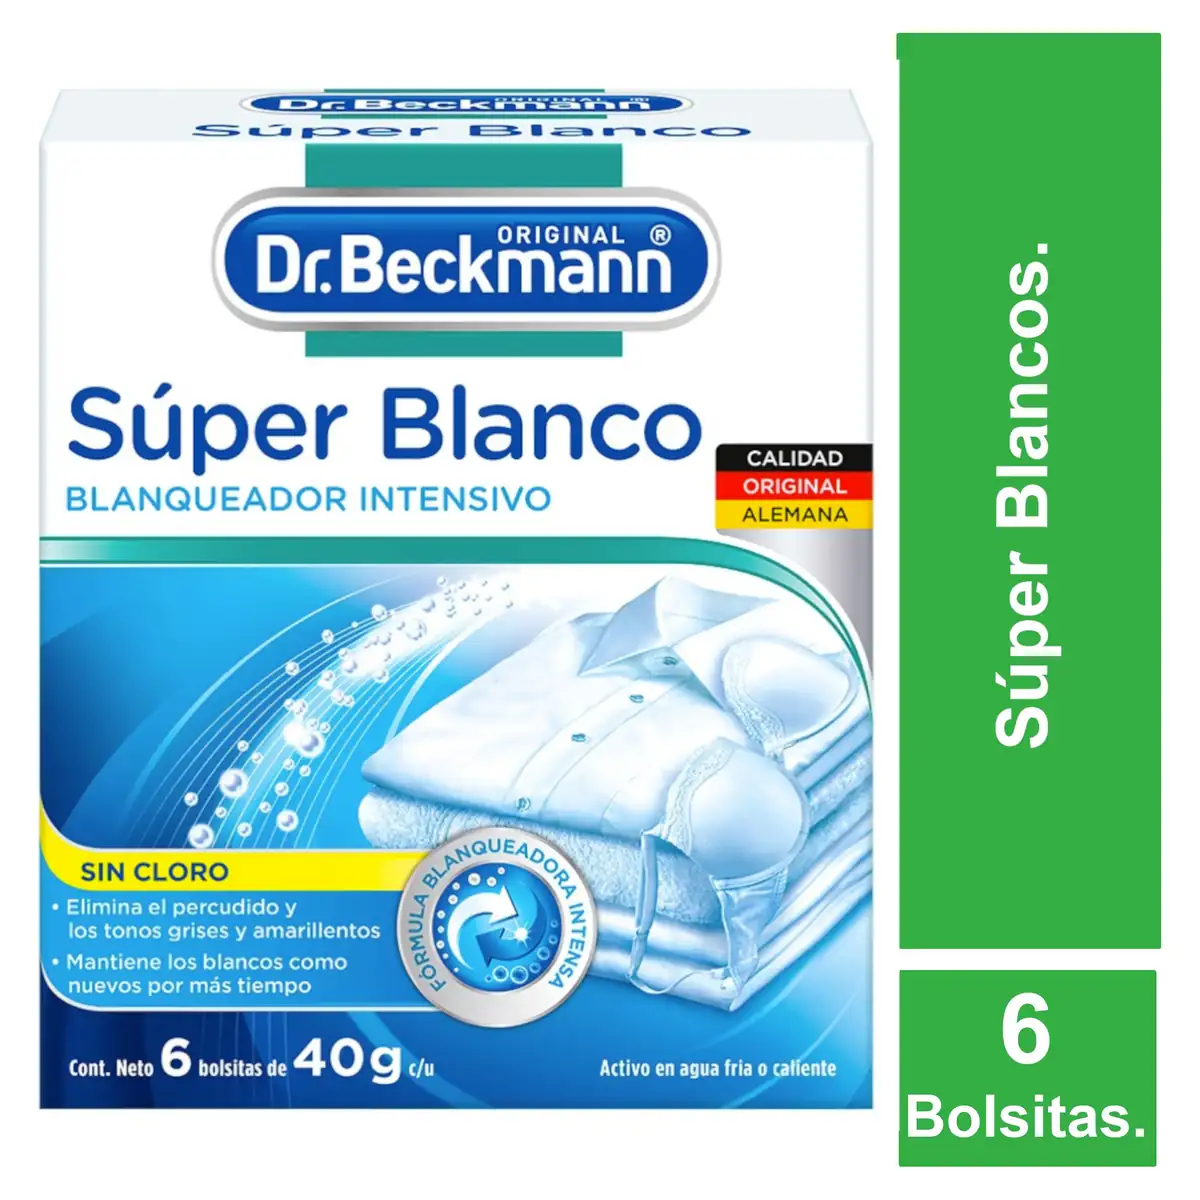 ORIGINAL
Dr.Beckmann®
Súper Blanco
ORIGINAL ®
Dr.Beckmann
Súper Blanco
BLANQUEADOR INTENSIVO
CALIDAD
ORIGINAL
ALEMANA
SIN CLORO
• Elimina el percudido y
los tonos grises y amarillentos
• Mantiene los blancos como
nuevos por más tiempo
FÓRMULA BLANQUEADORA INTENSA
Cont. Neto 6 bolsitas de 40g c/u
Activo en agua fria o caliente
Súper Blancos.
6
Bolsitas.